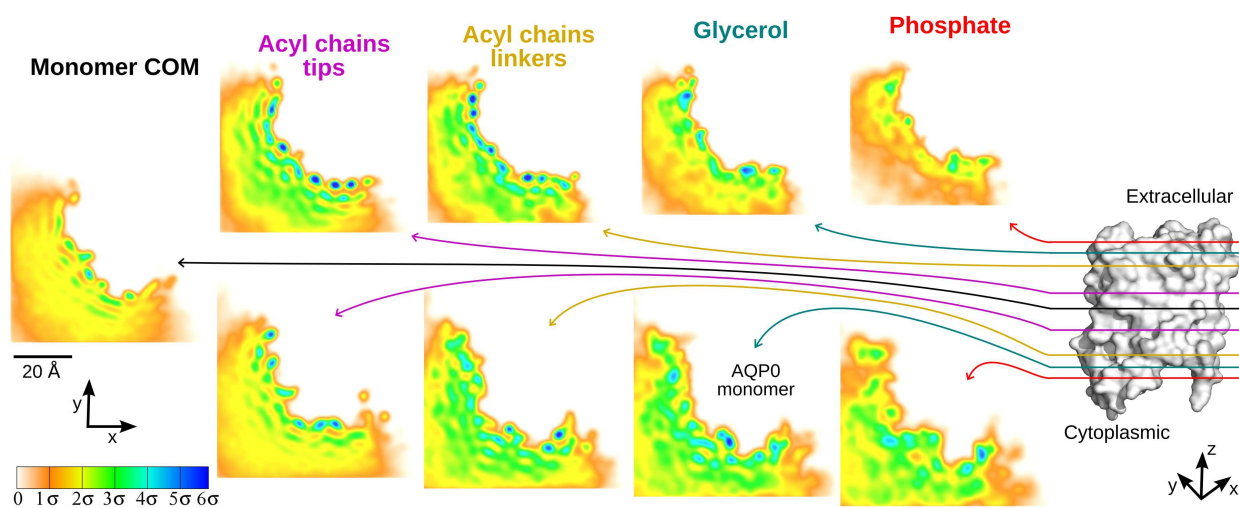 Monomer COM
Acyl chains
tips
Acyl chains
linkers
Glycerol
Phosphate
Extracellular
20 Å
y
x
AQP0
monomer
Cytoplasmic
z
y
x
0 1σ 2σ 3σ 4σ 5σ 6σ